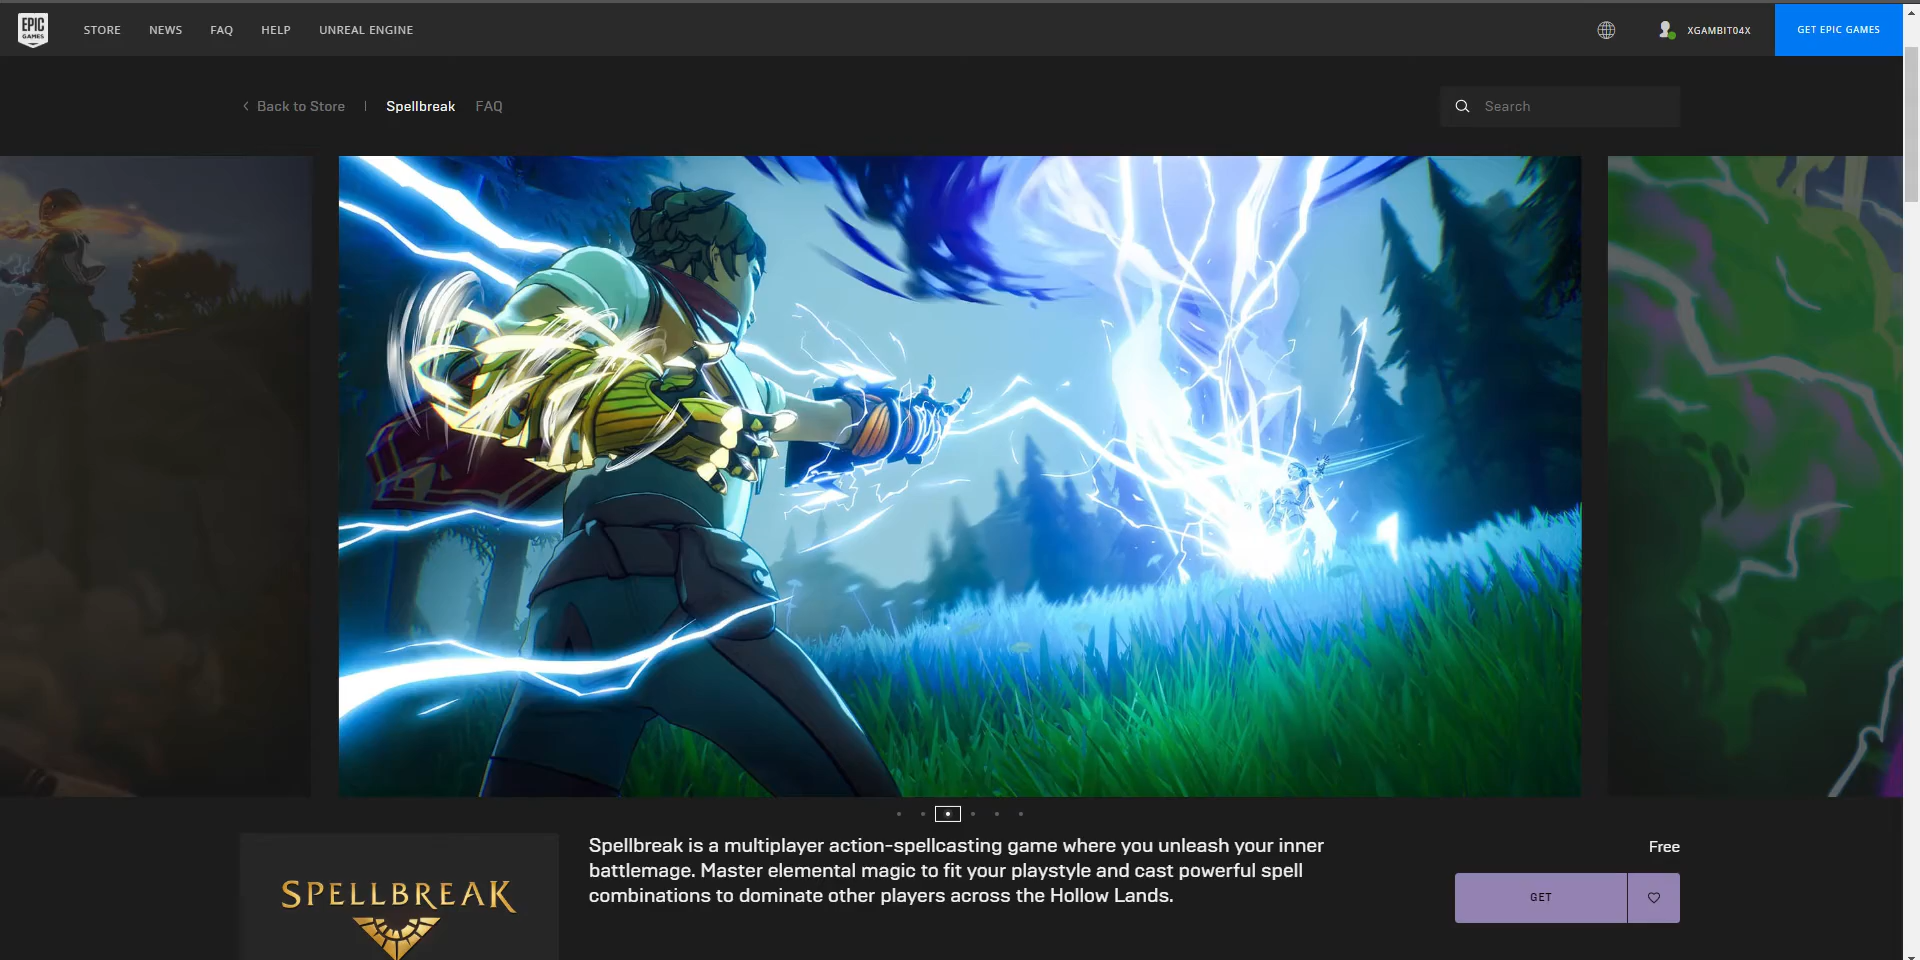 EPIC
GAMES
STORE NEWS FAQ HELP UNREAL ENGINE
XGAMBIT04X
GET EPIC GAMES
Back to Store | Spellbreak FAQ
Search
Spellbreak is a multiplayer action-spellcasting game where you unleash your inner
battlemage. Master elemental magic to fit your playstyle and cast powerful spell
combinations to dominate other players across the Hollow Lands.
Free
GET
SPELLBREAK